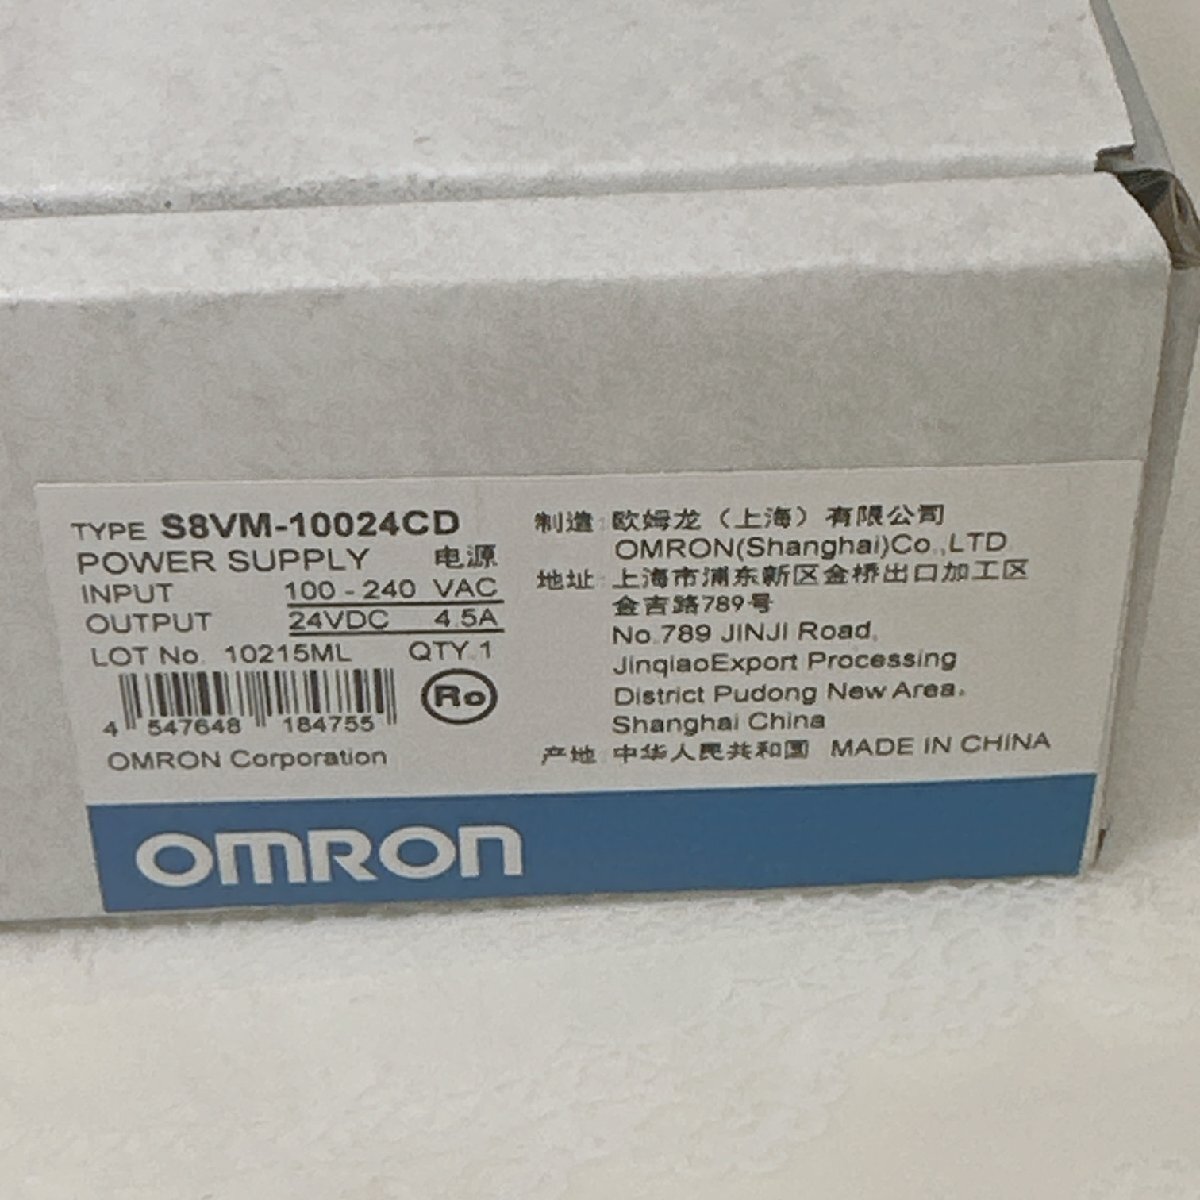 TYPE S8VM-10024CD
POWER SUPPLY 电源
INPUT 100-240 VAC
OUTPUT 24VDC 4.5A
LOT No. 10215ML QTY.1
Ro
4 547648 184755
OMRON Corporation
制造:欧姆龙（上海）有限公司
OMRON(Shanghai)Co.,LTD
地址:上海市浦东新区金桥出口加工区
金吉路789号
No.789 JINJI Road,
JinqiaoExport Processing
District Pudong New Area,
Shanghai China
产地:中华人民共和国 MADE IN CHINA
OMRON